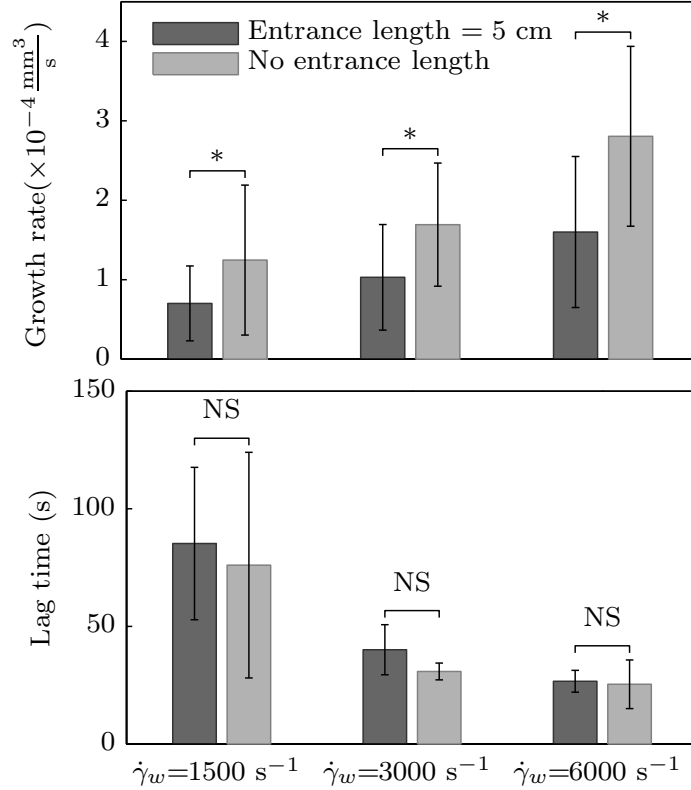 Growth rate(×10⁻⁴ mm³/s)
4
3
2
1
0
Entrance length = 5 cm
No entrance length
*
*
*
Lag time (s)
150
100
50
0
NS
NS
NS
γ̇w=1500 s⁻¹
γ̇w=3000 s⁻¹
γ̇w=6000 s⁻¹